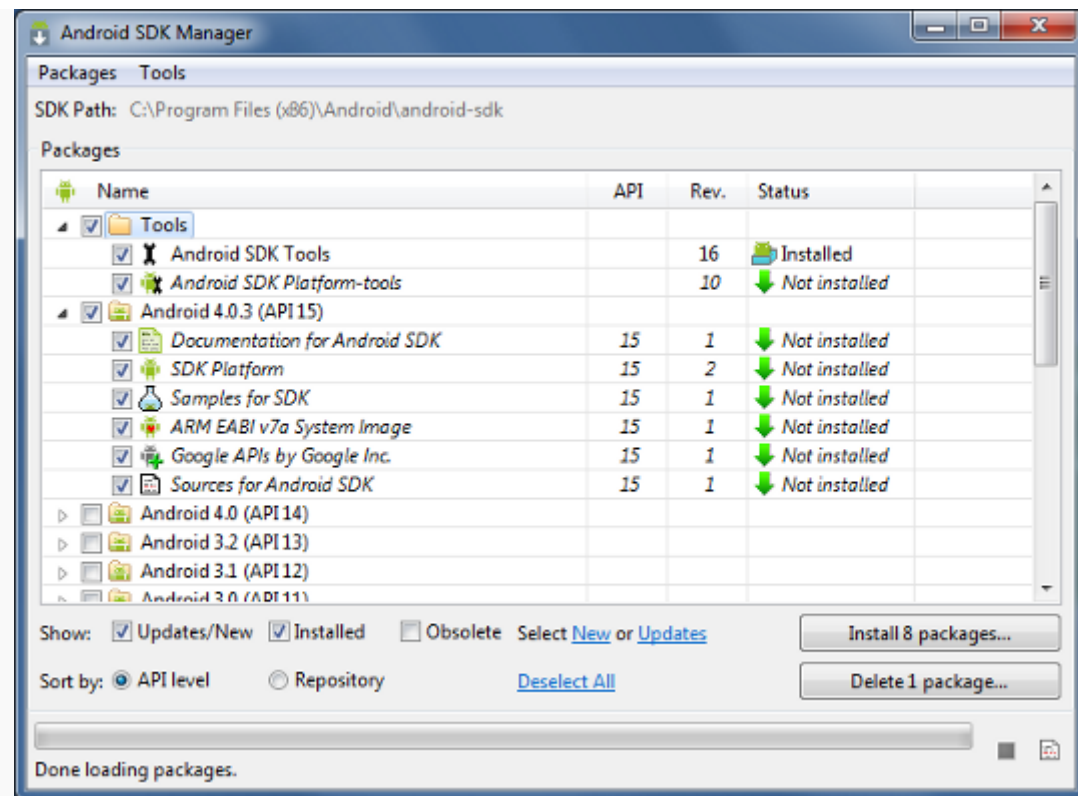 Android SDK Manager
Packages Tools
SDK Path: C:\Program Files (x86)\Android\android-sdk
Packages
Name API Rev. Status
Tools
Android SDK Tools 16 Installed
Android SDK Platform-tools 10 Not installed
Android 4.0.3 (API 15)
Documentation for Android SDK 15 1 Not installed
SDK Platform 15 2 Not installed
Samples for SDK 15 1 Not installed
ARM EABI v7a System Image 15 1 Not installed
Google APIs by Google Inc. 15 1 Not installed
Sources for Android SDK 15 1 Not installed
Android 4.0 (API 14)
Android 3.2 (API 13)
Android 3.1 (API 12)
Android 3.0 (API 11)
Show: Updates/New Installed Obsolete Select New or Updates Install 8 packages...
Sort by: API level Repository Deselect All Delete 1 package...
Done loading packages.